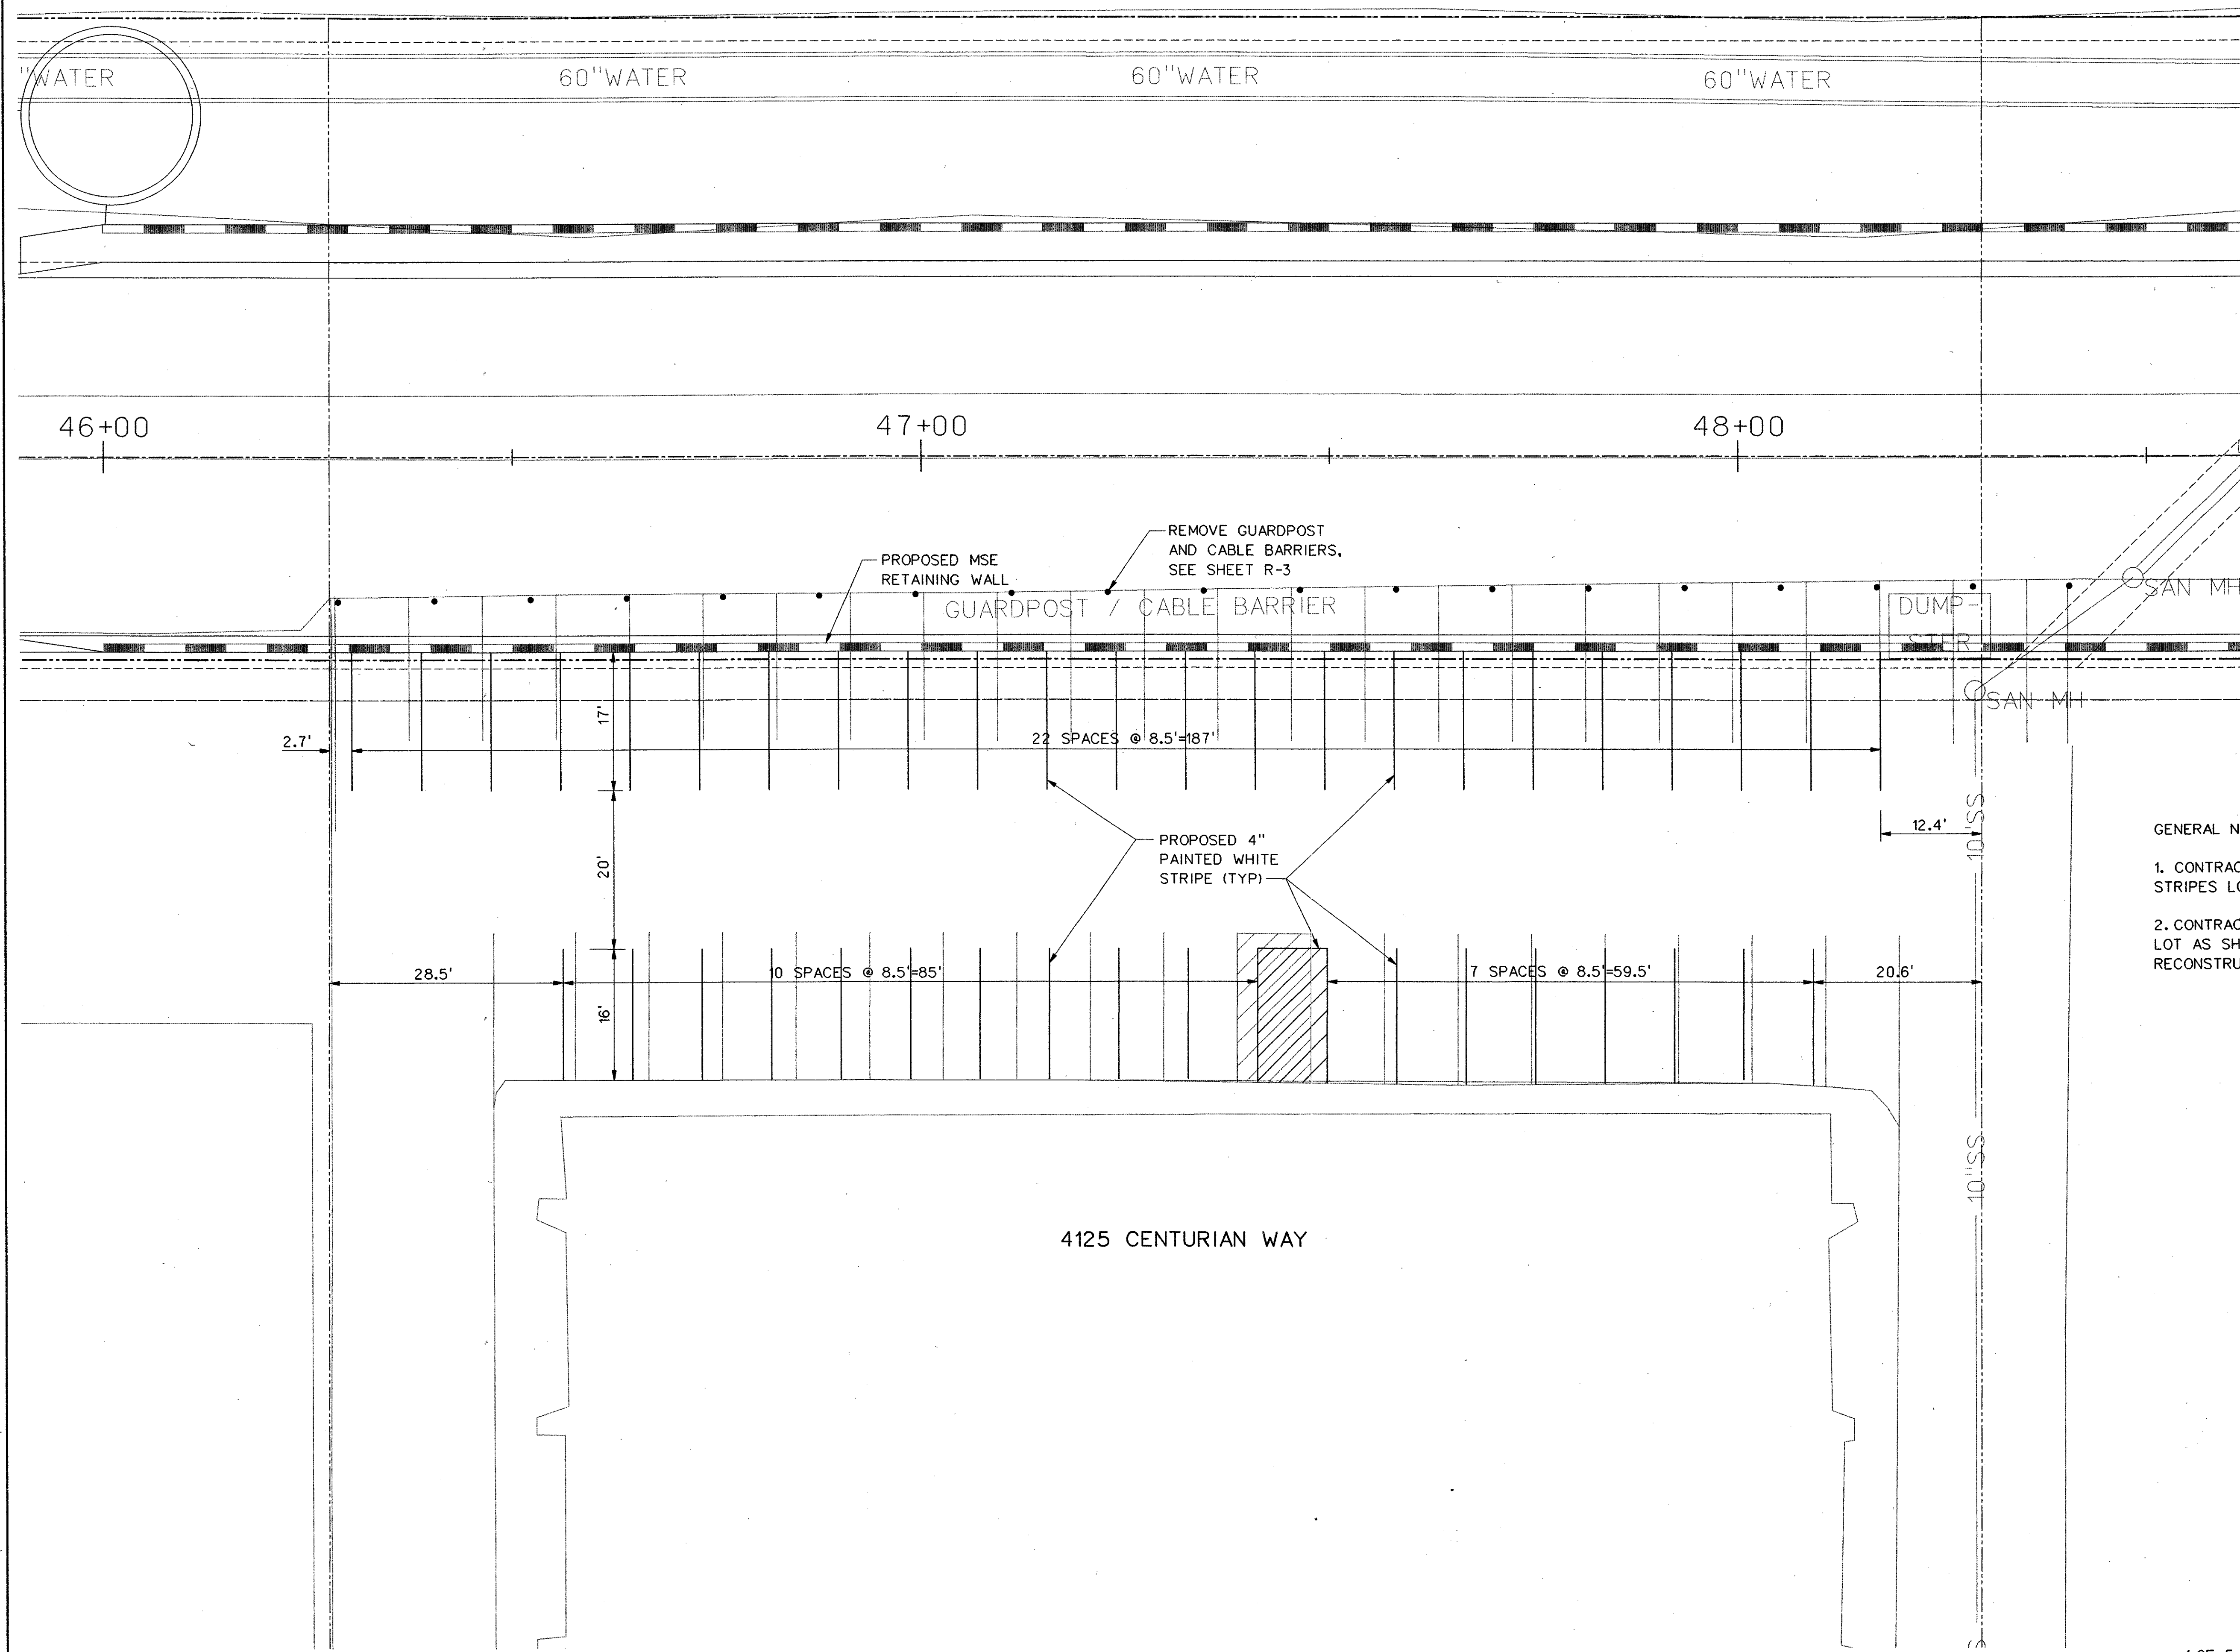 "WATER
60"WATER
60"WATER
60"WATER
46+00
47+00
48+00
REMOVE GUARDPOST
AND CABLE BARRIERS,
SEE SHEET R-3
PROPOSED MSE
RETAINING WALL
GUARDPOST / CABLE BARRIER
DUMP-
STER
SAN MH
SAN MH
17'
2.7'
22 SPACES @ 8.5'=187'
12.4'
10"SS
20'
PROPOSED 4"
PAINTED WHITE
STRIPE (TYP)
GENERAL N
1. CONTRAC
STRIPES L
2. CONTRAC
LOT AS SH
RECONSTRU
28.5'
10 SPACES @ 8.5'=85'
7 SPACES @ 8.5'=59.5'
20.6'
16'
10"SS
4125 CENTURIAN WAY